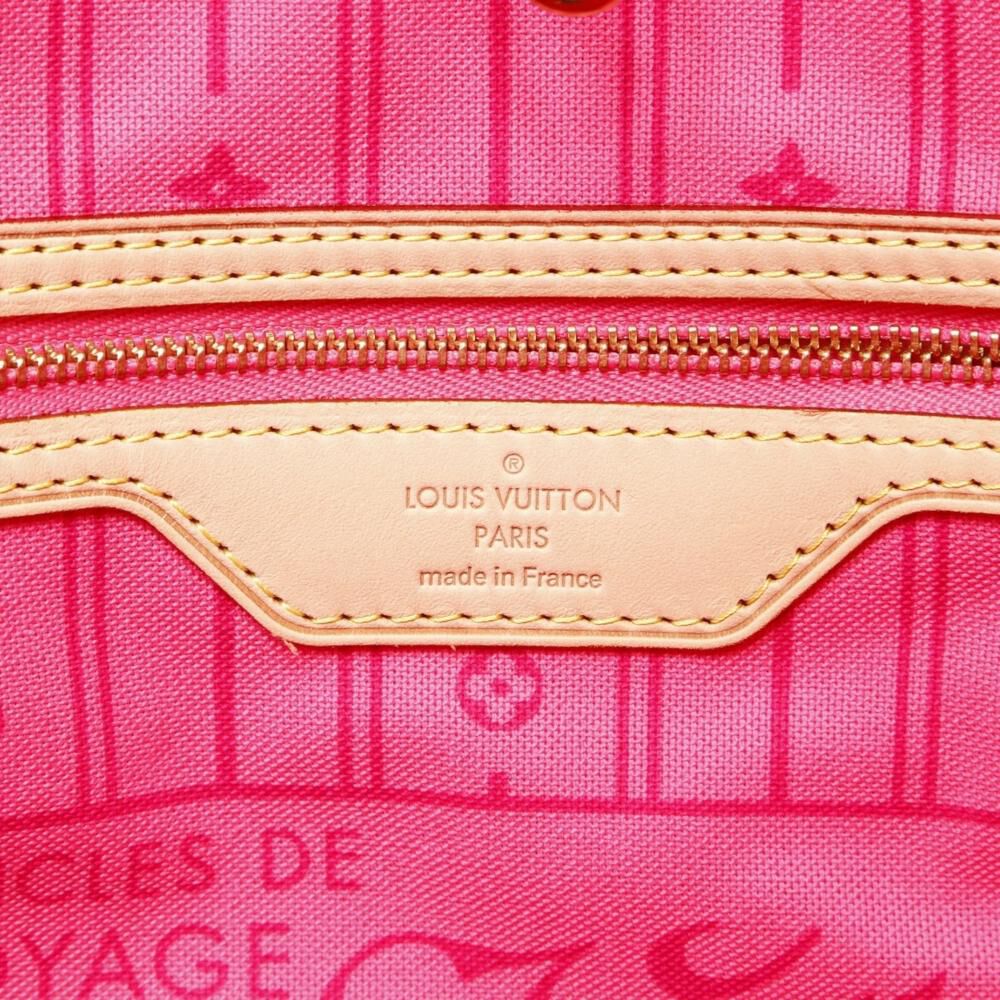 ®
LOUIS VUITTON
PARIS
made in France
CLES DE
YAGE